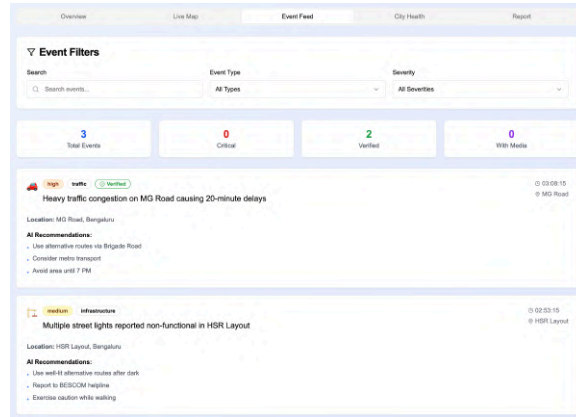 Overview Live Map Event Feed City Health Report
Event Filters
Search Event Type Severity
Search events... All Types All Severities
3 0 2 0
Total Events Critical Verified With Media
high traffic Verified 03:08:15
Heavy traffic congestion on MG Road causing 20-minute delays MG Road
Location: MG Road, Bengaluru
AI Recommendations:
• Use alternative routes via Brigade Road
• Consider metro transport
• Avoid area until 7 PM
medium infrastructure 02:53:15
Multiple street lights reported non-functional in HSR Layout HSR Layout
Location: HSR Layout, Bengaluru
AI Recommendations:
• Use well-lit alternative routes after dark
• Report to BESCOM helpline
• Exercise caution while walking